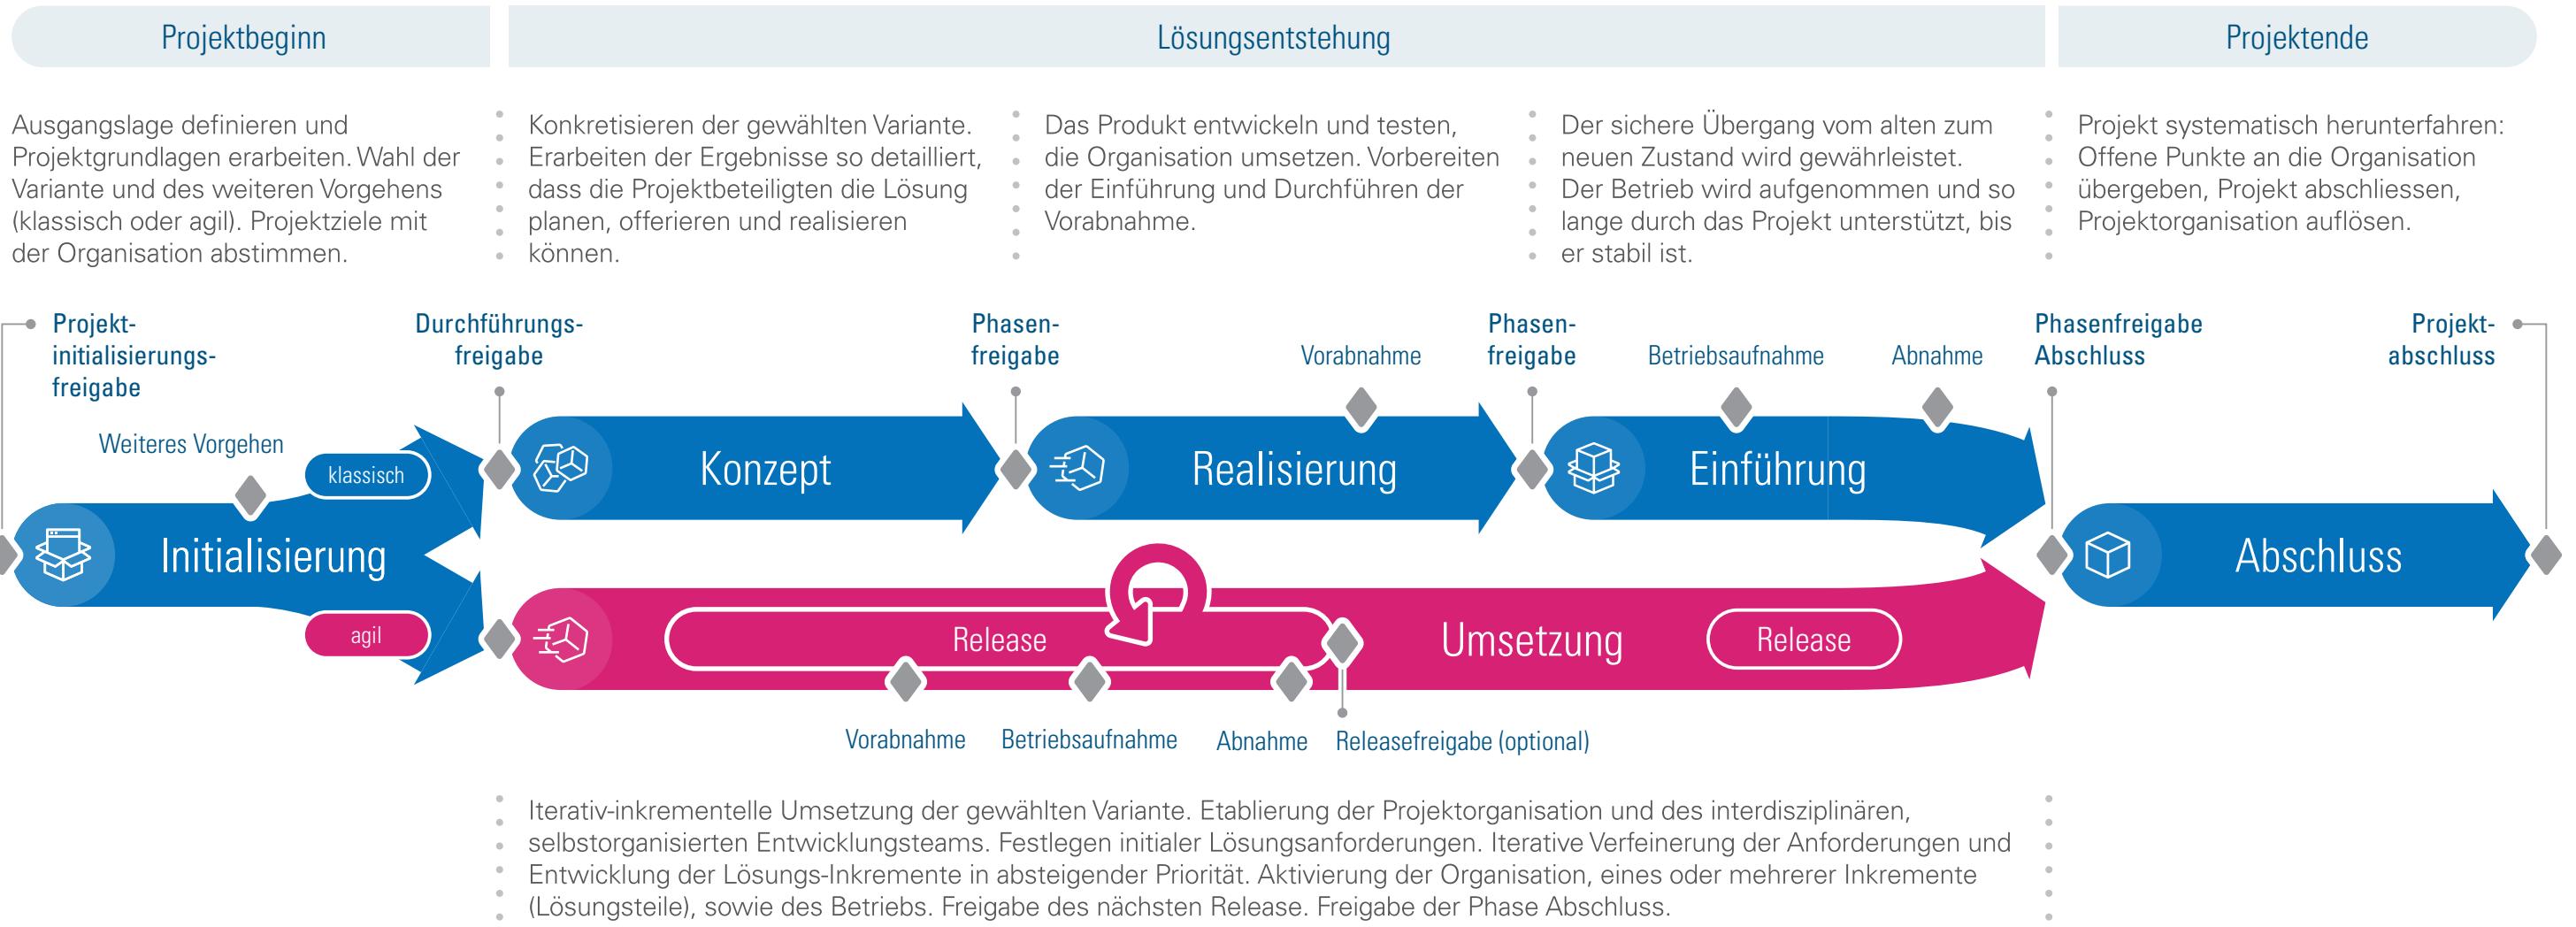 Projektbeginn
Lösungsentstehung
Projektende
Ausgangslage definieren und
Projektgrundlagen erarbeiten. Wahl der
Variante und des weiteren Vorgehens
(klassisch oder agil). Projektziele mit
der Organisation abstimmen.
Konkretisieren der gewählten Variante.
Erarbeiten der Ergebnisse so detailliert,
dass die Projektbeteiligten die Lösung
planen, offerieren und realisieren
können.
Das Produkt entwickeln und testen,
die Organisation umsetzen. Vorbereiten
der Einführung und Durchführen der
Vorabnahme.
Der sichere Übergang vom alten zum
neuen Zustand wird gewährleistet.
Der Betrieb wird aufgenommen und so
lange durch das Projekt unterstützt, bis
er stabil ist.
Projekt systematisch herunterfahren:
Offene Punkte an die Organisation
übergeben, Projekt abschliessen,
Projektorganisation auflösen.
Projekt-
initialisierungs-
freigabe
Durchführungs-
freigabe
Phasen-
freigabe
Vorabnahme
Phasen-
freigabe
Betriebsaufnahme
Abnahme
Phasenfreigabe
Abschluss
Projekt-
abschluss
Weiteres Vorgehen
klassisch
Initialisierung
agil
Konzept
Realisierung
Einführung
Abschluss
Release
Umsetzung
Release
Vorabnahme
Betriebsaufnahme
Abnahme
Releasefreigabe (optional)
Iterativ-inkrementelle Umsetzung der gewählten Variante. Etablierung der Projektorganisation und des interdisziplinären,
selbstorganisierten Entwicklungsteams. Festlegen initialer Lösungsanforderungen. Iterative Verfeinerung der Anforderungen und
Entwicklung der Lösungs-Inkremente in absteigender Priorität. Aktivierung der Organisation, eines oder mehrerer Inkremente
(Lösungsteile), sowie des Betriebs. Freigabe des nächsten Release. Freigabe der Phase Abschluss.